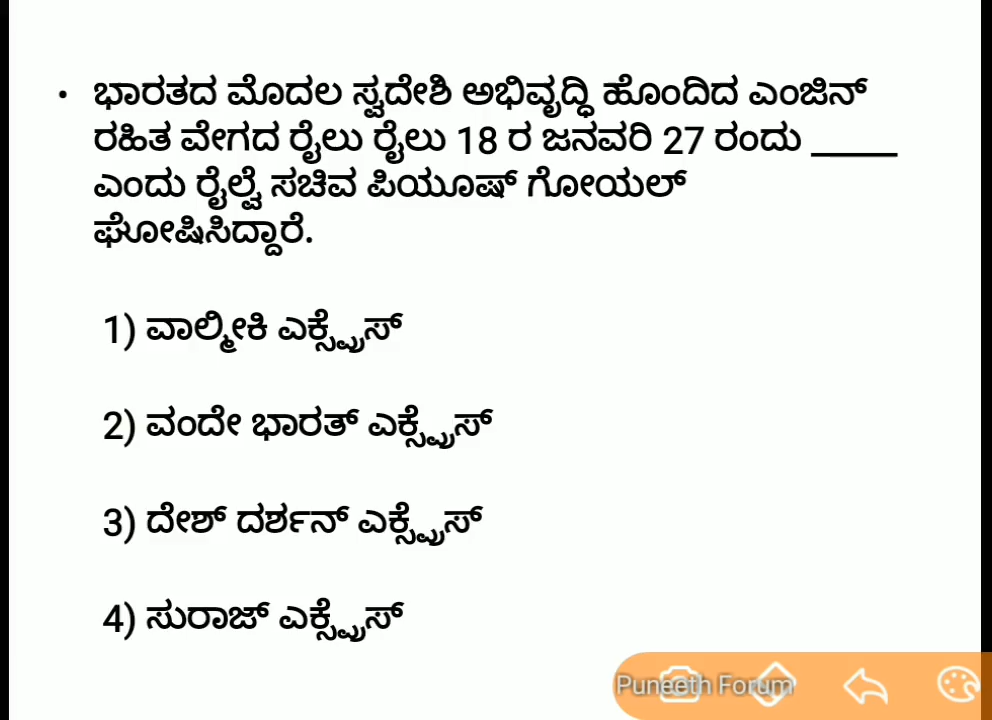 • ಭಾರತದ ಮೊದಲ ಸ್ವದೇಶಿ ಅಭಿವೃದ್ಧಿ ಹೊಂದಿದ ಎಂಜಿನ್
ರಹಿತ ವೇಗದ ರೈಲು ರೈಲು 18 ರ ಜನವರಿ 27 ರಂದು _____
ಎಂದು ರೈಲ್ವೆ ಸಚಿವ ಪಿಯೂಷ್ ಗೋಯಲ್
ಘೋಷಿಸಿದ್ದಾರೆ.
1) ವಾಲ್ಮೀಕಿ ಎಕ್ಸ್ಪ್ರೆಸ್
2) ವಂದೇ ಭಾರತ್ ಎಕ್ಸ್ಪ್ರೆಸ್
3) ದೇಶ್ ದರ್ಶನ್ ಎಕ್ಸ್ಪ್ರೆಸ್
4) ಸುರಾಜ್ ಎಕ್ಸ್ಪ್ರೆಸ್
Puneeth Forum